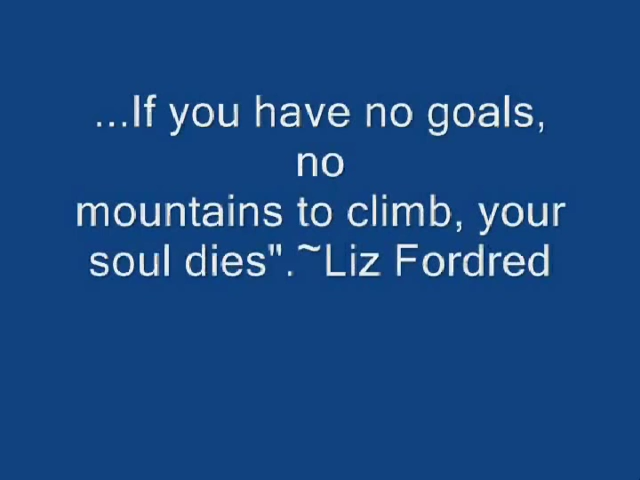 ...If you have no goals,
no
mountains to climb, your
soul dies".~Liz Fordred